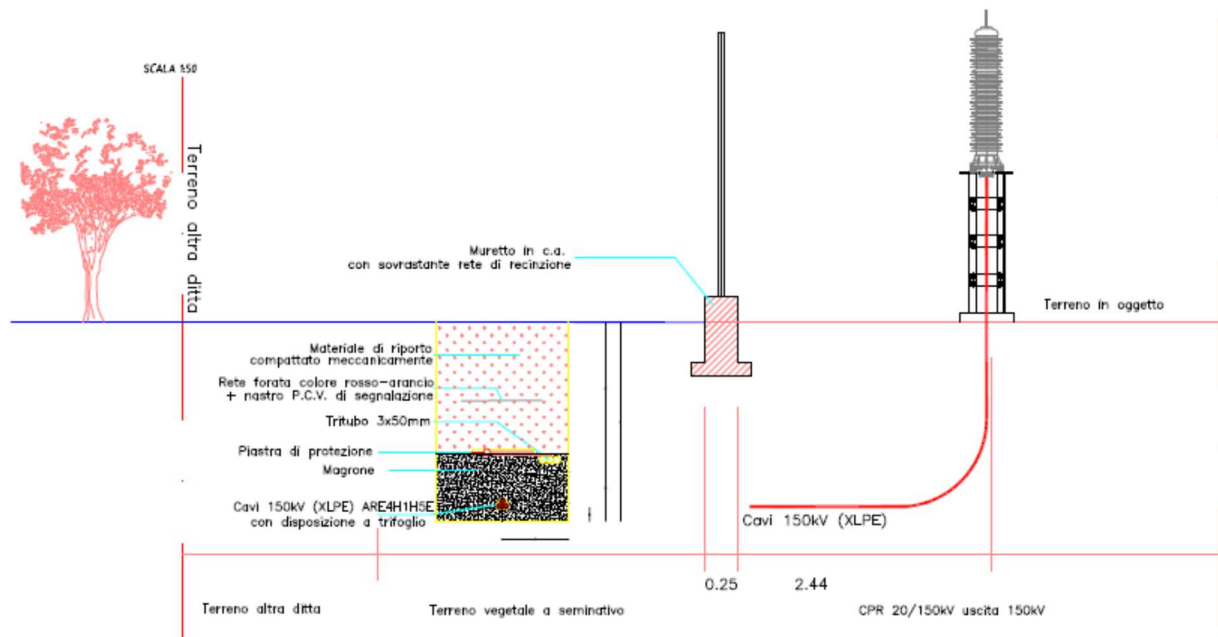 SCALA 1:50
Terreno altra ditta
Muretto in c.a.
con sovrastante rete di recinzione
Terreno in oggetto
Materiale di riporto
compattato meccanicamente
Rete forata colore rosso-arancio
+ nastro P.C.V. di segnalazione
Tritubo 3x50mm
Piastra di protezione
Magrone
Cavi 150kV (XLPE) ARE4H1H5E
con disposizione a trifoglio
Cavi 150kV (XLPE)
0.25
2.44
Terreno altra ditta
Terreno vegetale a seminativo
CPR 20/150kV uscita 150kV